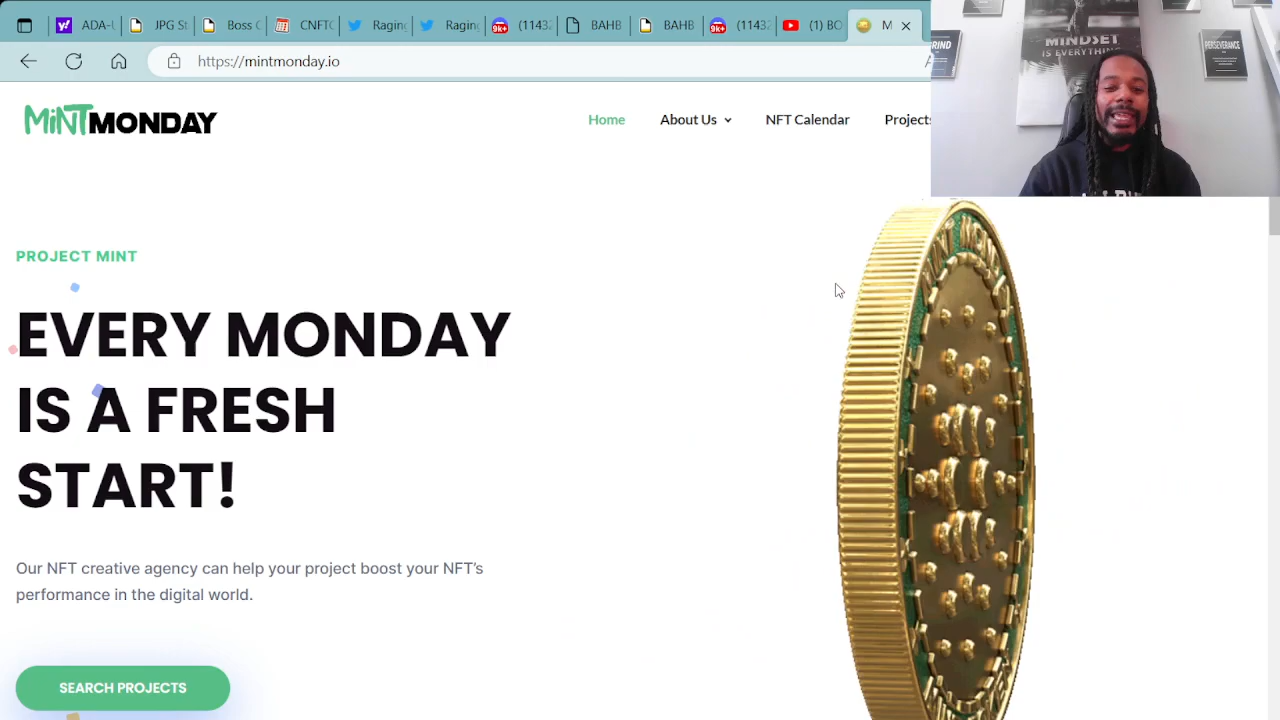 ADA-U
JPG St
Boss C
CNFTC
Raging
Raging
(1143
BAHB
BAHB
(1143
(1) BO
M
https://mintmonday.io
MINDSET
IS EVERYTHING
GRIND
PERSEVERANCE
MiNTMONDAY
Home
About Us
NFT Calendar
Projects
PROJECT MINT
EVERY MONDAY
IS A FRESH
START!
Our NFT creative agency can help your project boost your NFT's
performance in the digital world.
SEARCH PROJECTS